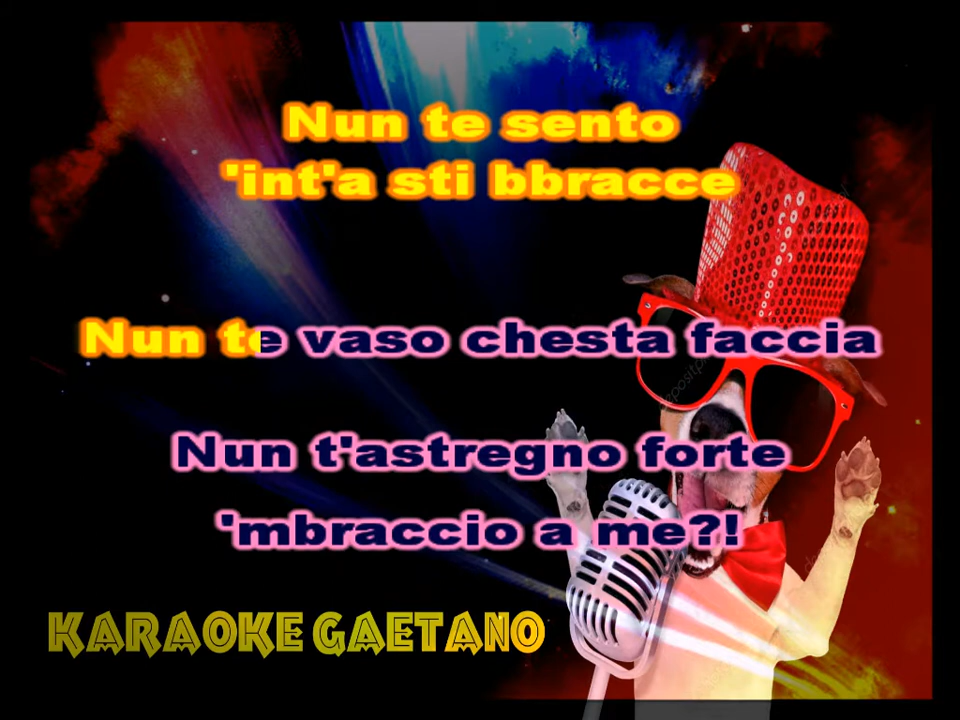 Nun te sento
'int'a sti bbracce
Nun te vaso chesta faccia
Nun t'astregno forte
'mbraccio a me?!
KARAOKE GAETANO